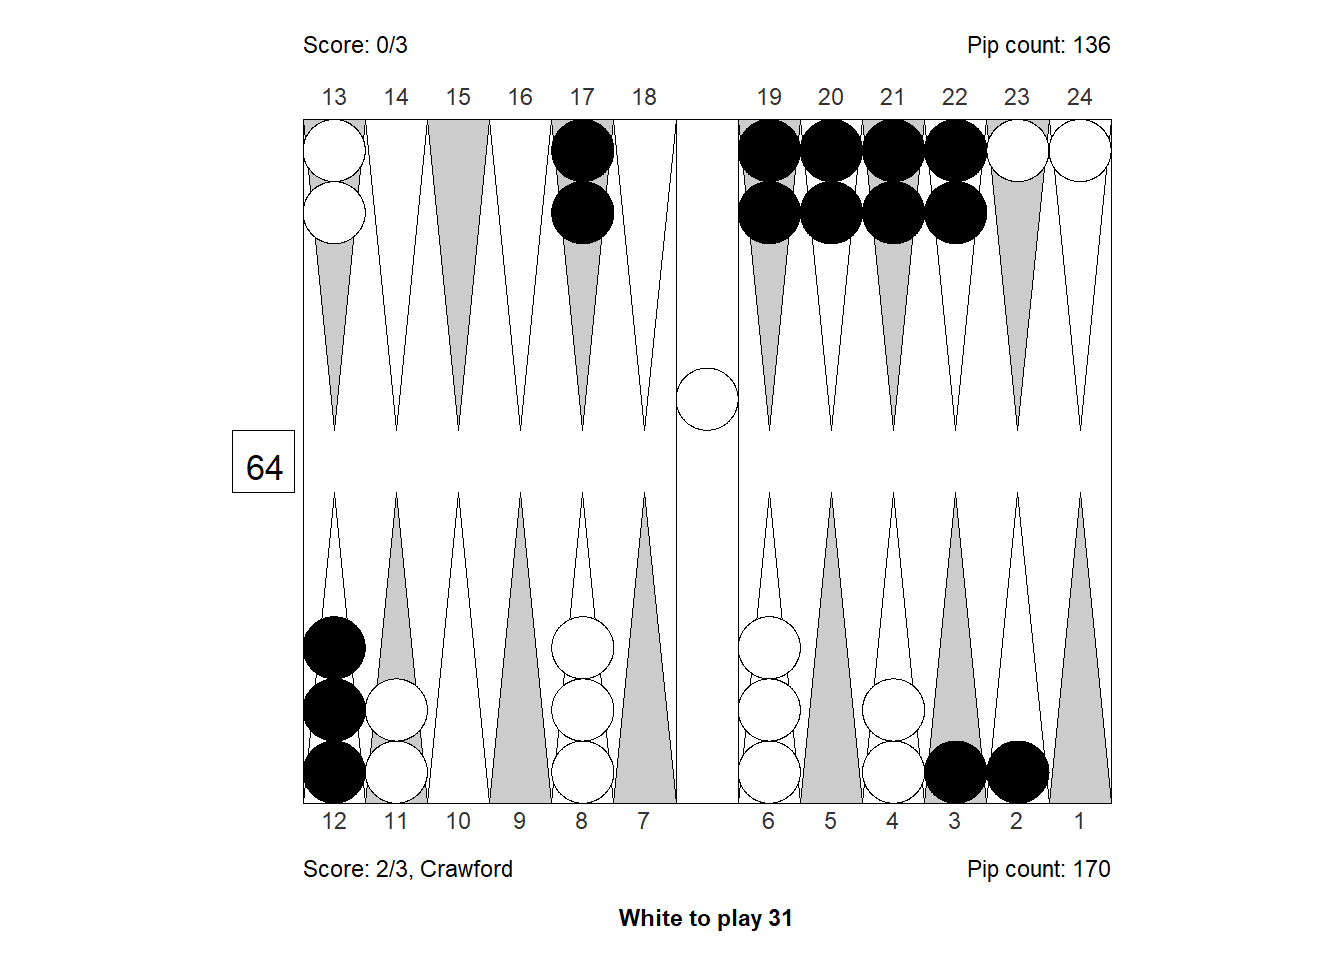 Score: 0/3 Pip count: 136
13 14 15 16 17 18 19 20 21 22 23 24
64
12 11 10 9 8 7 6 5 4 3 2 1
Score: 2/3, Crawford Pip count: 170
White to play 31